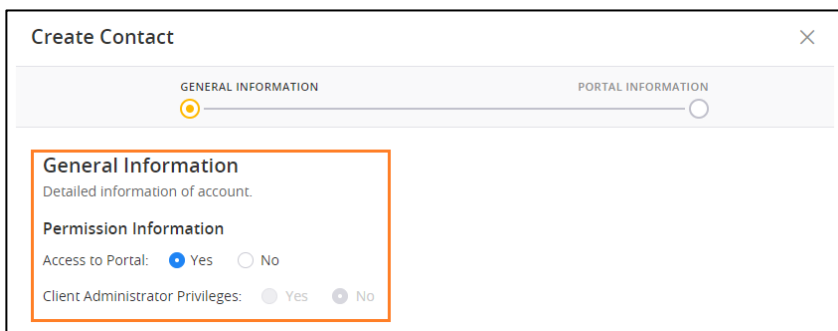 Create Contact
GENERAL INFORMATION PORTAL INFORMATION
General Information
Detailed information of account.
Permission Information
Access to Portal: Yes No
Client Administrator Privileges: Yes No